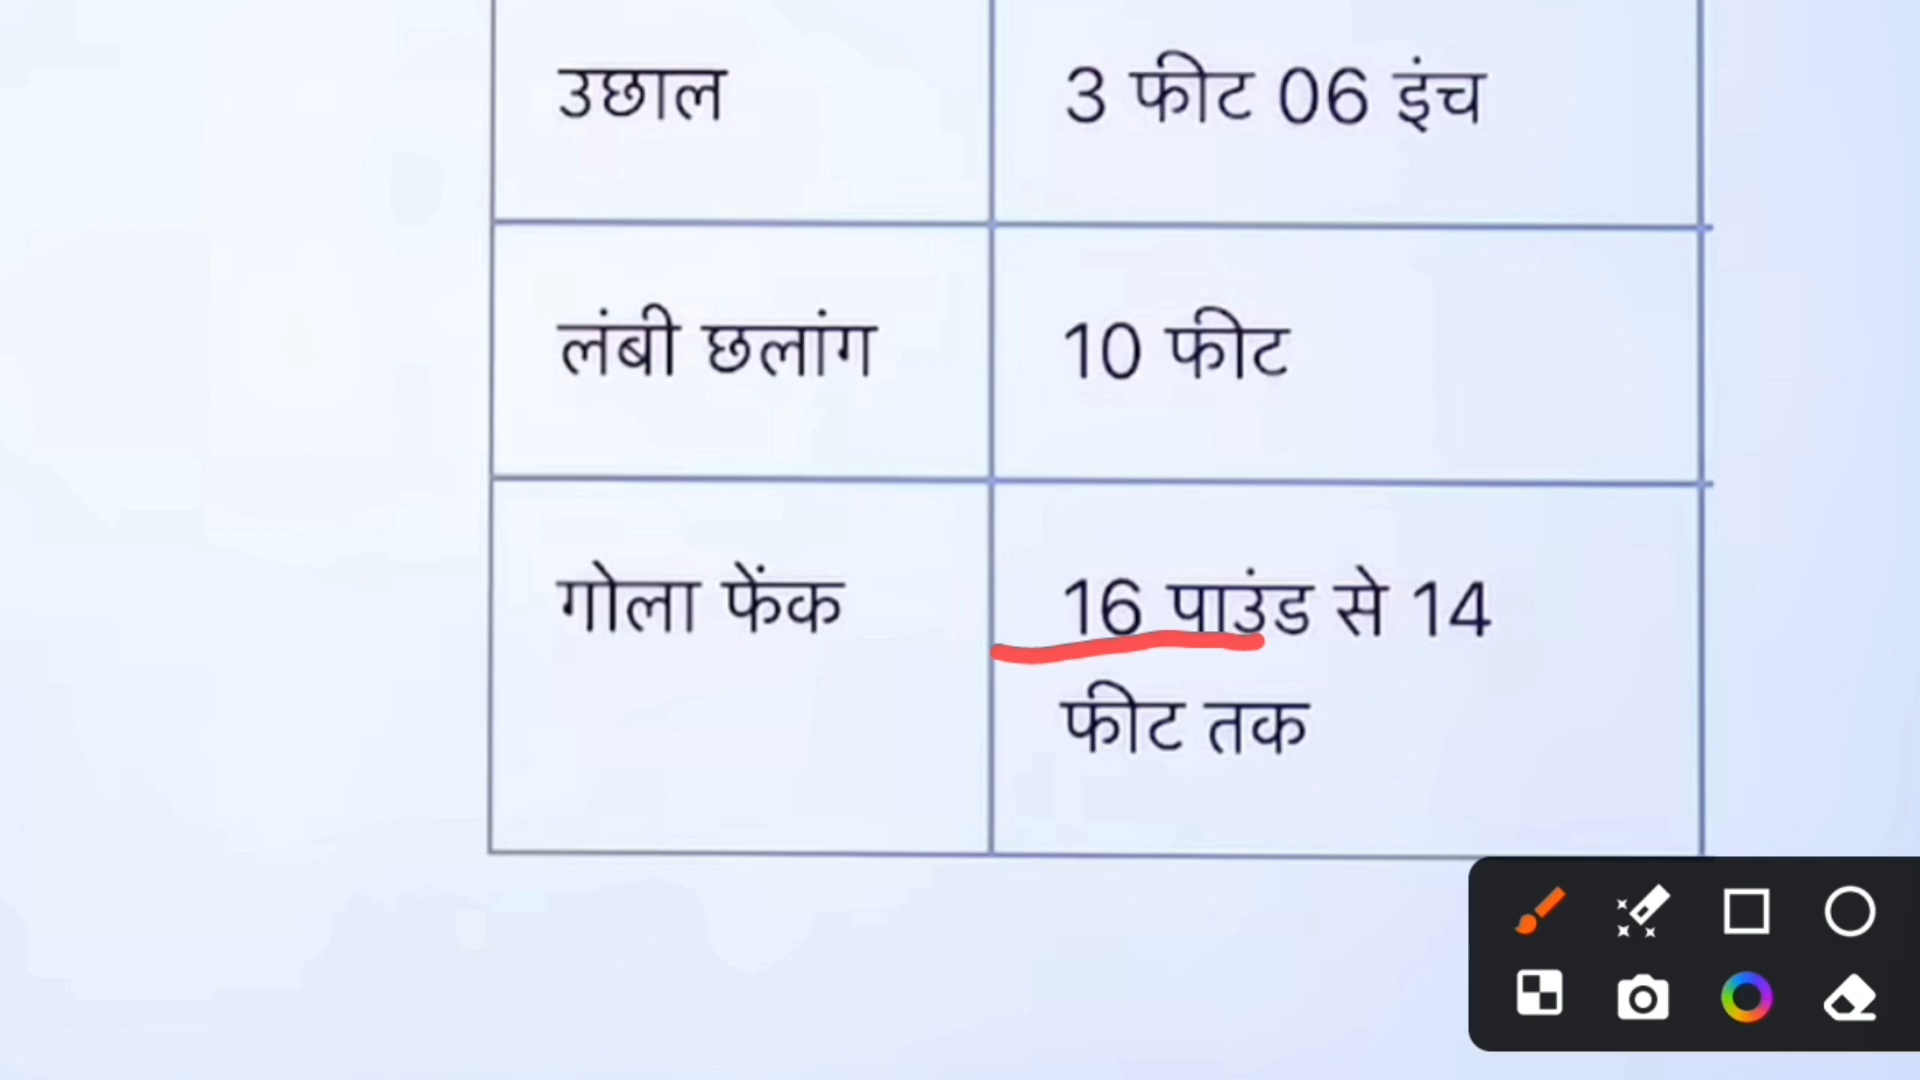 उछाल
3 फीट 06 इंच
लंबी छलांग
10 फीट
गोला फेंक
16 पाउंड से 14
फीट तक